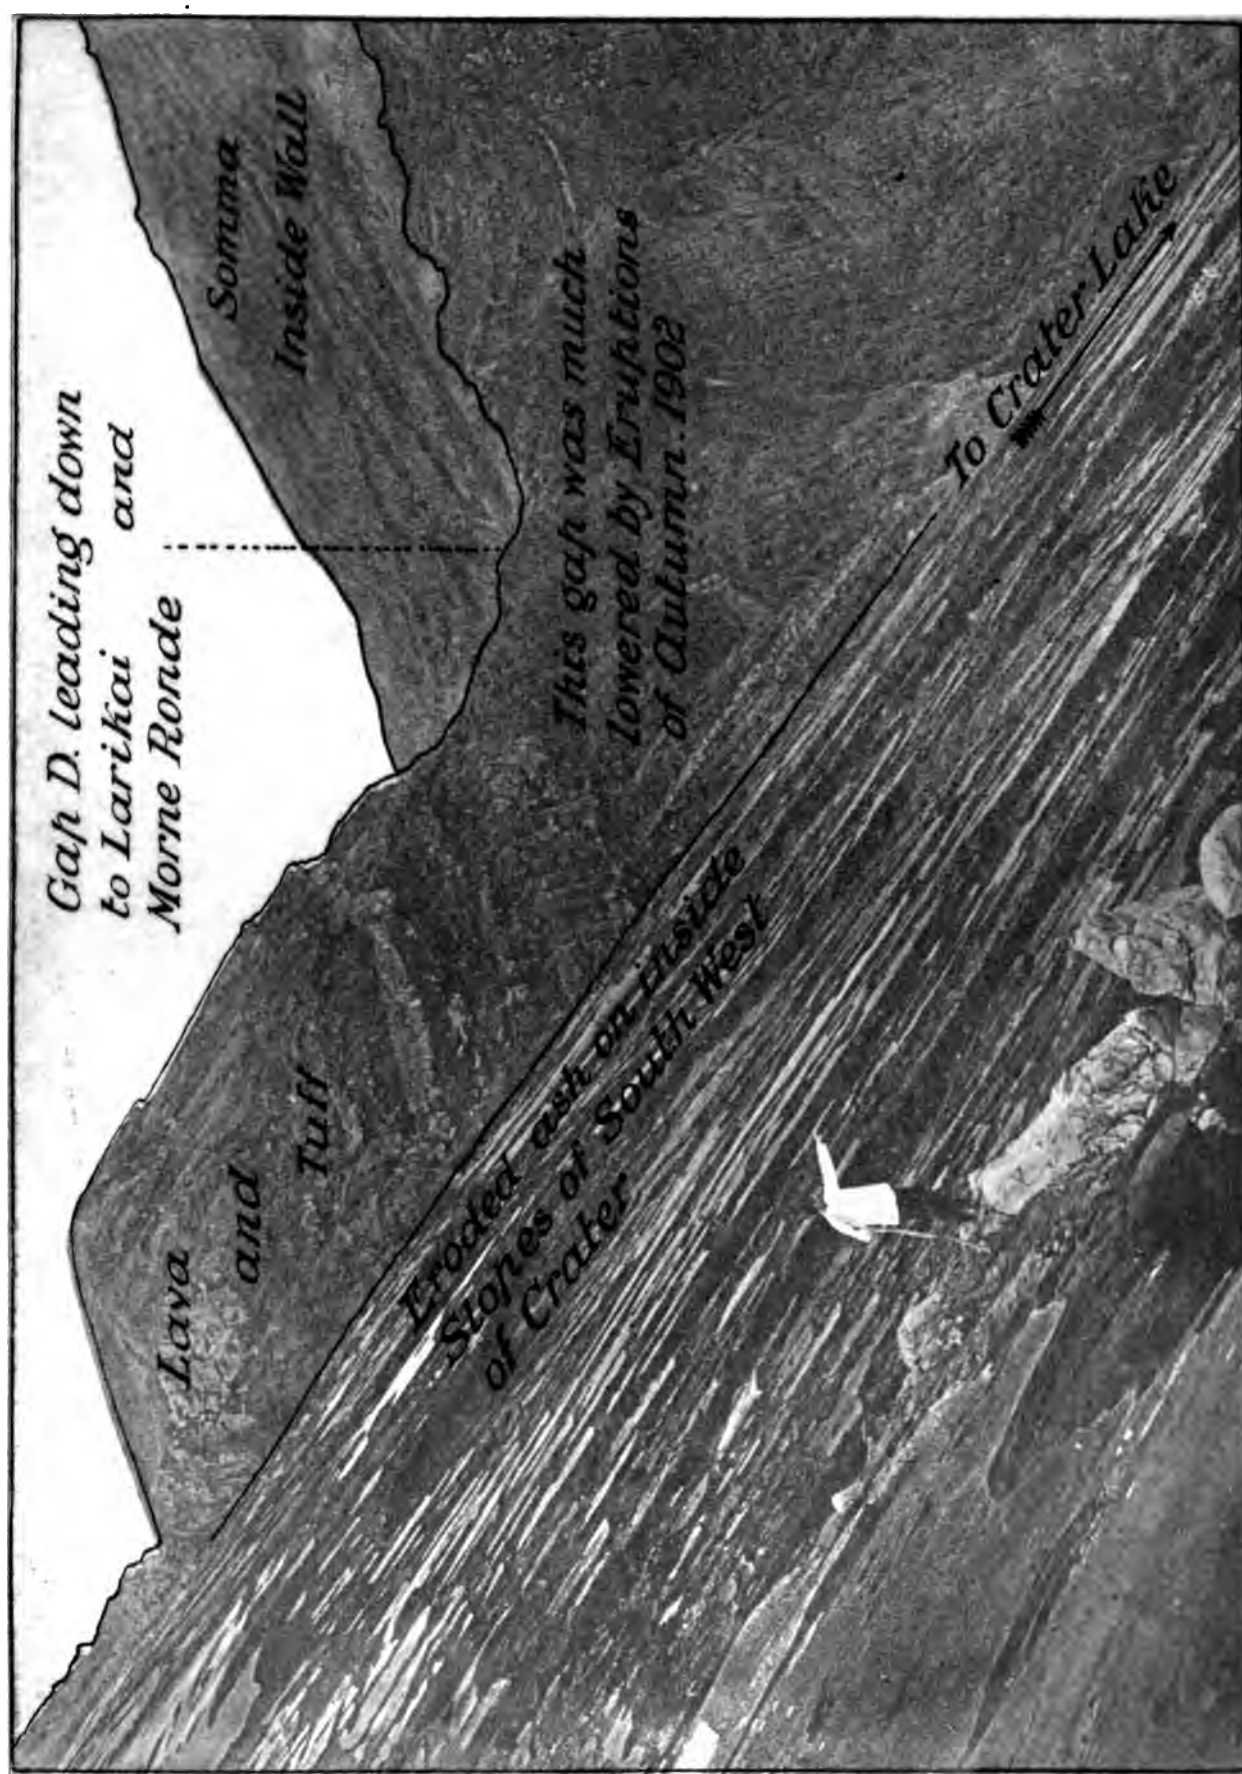 Gap D. leading down
to Larikai and
Morne Ronde
Somma
Inside Wall
Lava
and
Tuff
This gap was much
lowered by Eruptions
of Autumn. 1902
Eroded ash on inside
Slopes of South West
of Crater
To Crater Lake